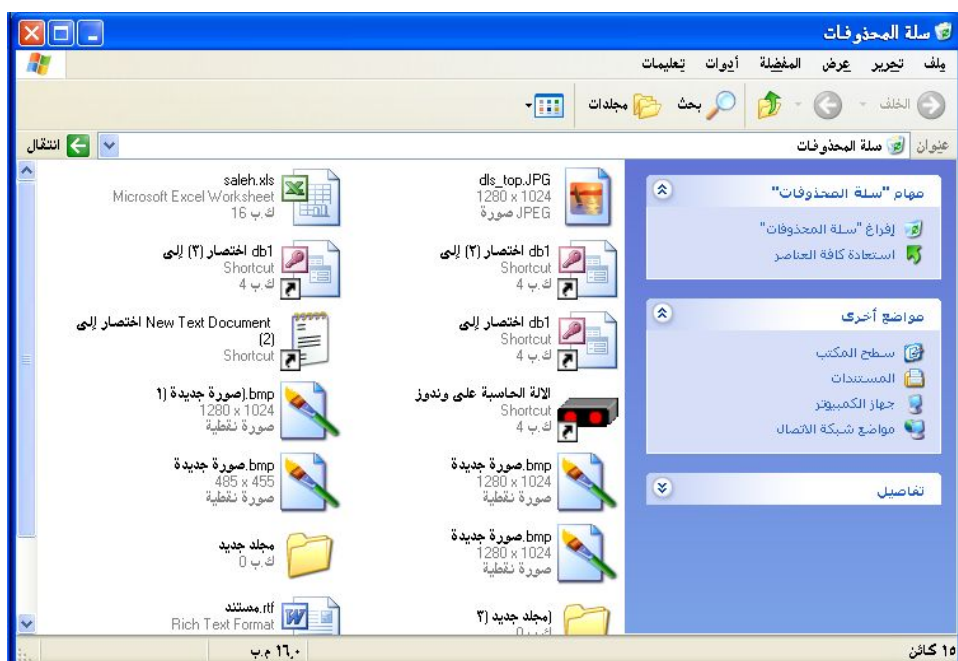 سلة المحذوفات
ملف تحرير عرض المفضلة أدوات تعليمات
الخلف بحث مجلدات
عنوان سلة المحذوفات انتقال
مهام "سلة المحذوفات"
إفراغ "سلة المحذوفات"
استعادة كافة العناصر
مواضع أخرى
سطح المكتب
المستندات
جهاز الكمبيوتر
مواضع شبكة الاتصال
تفاصيل
dls_top.JPG
1280 x 1024
JPEG صورة
saleh.xls
Microsoft Excel Worksheet
16 ك.ب
db1 اختصار (٢) إلى
Shortcut
4 ك.ب
db1 اختصار (٣) إلى
Shortcut
4 ك.ب
db1 اختصار إلى
Shortcut
4 ك.ب
New Text Document اختصار إلى
(2)
Shortcut
الالة الحاسبة على وندوز
Shortcut
4 ك.ب
bmp.(صورة جديدة (١
1280 x 1024
صورة نقطية
bmp.صورة جديدة
1280 x 1024
صورة نقطية
bmp.صورة جديدة
485 x 455
صورة نقطية
bmp.صورة جديدة
1280 x 1024
صورة نقطية
مجلد جديد
0 ك.ب
(مجلد جديد (٣
0 ك.ب
rtf.مستند
Rich Text Format
١٥ كائن
١٦,٠ م.ب